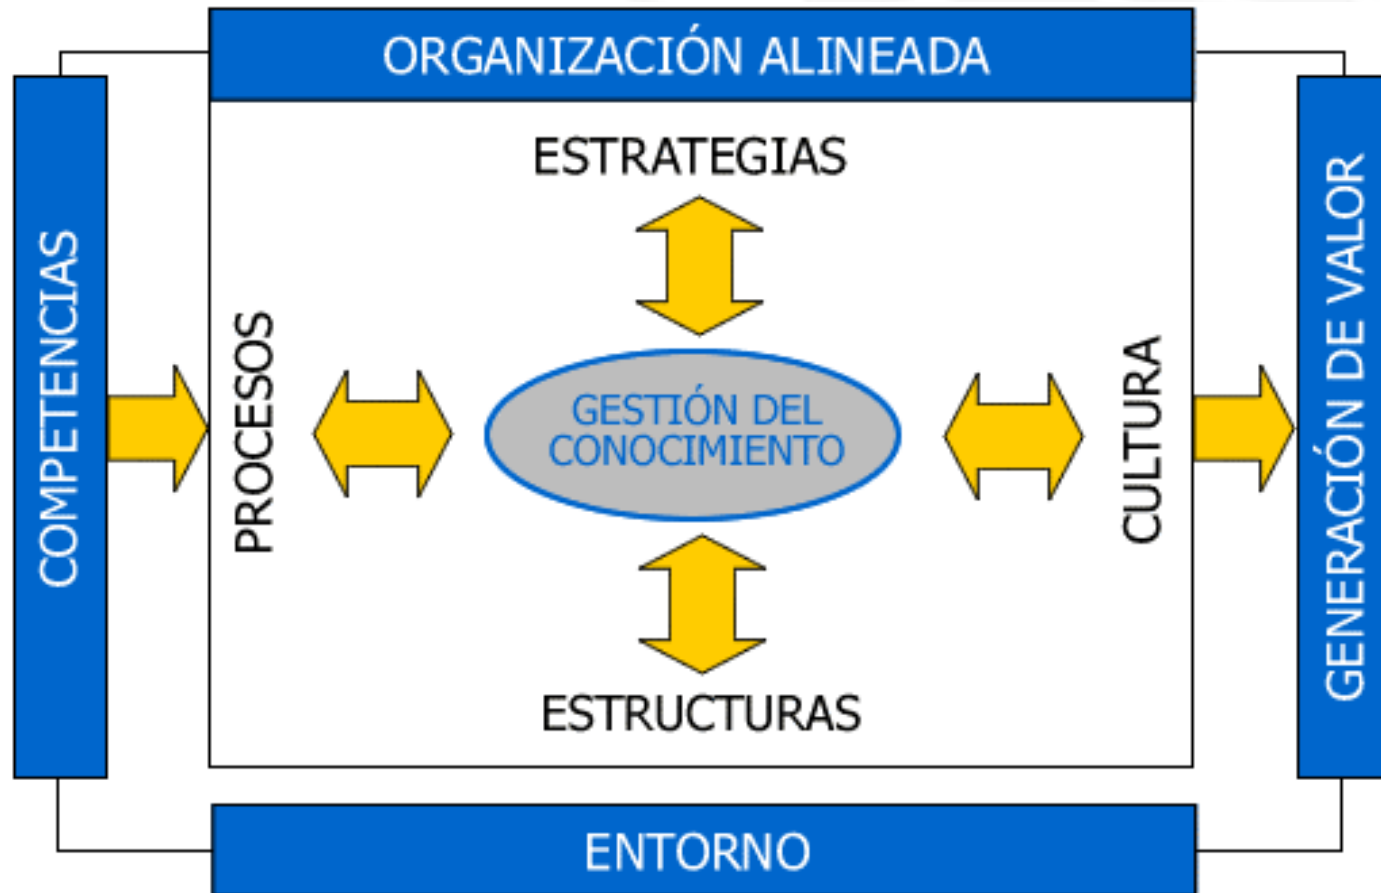 ORGANIZACIÓN ALINEADA
ESTRATEGIAS
COMPETENCIAS
PROCESOS
GESTIÓN DEL
CONOCIMIENTO
CULTURA
GENERACIÓN DE VALOR
ESTRUCTURAS
ENTORNO